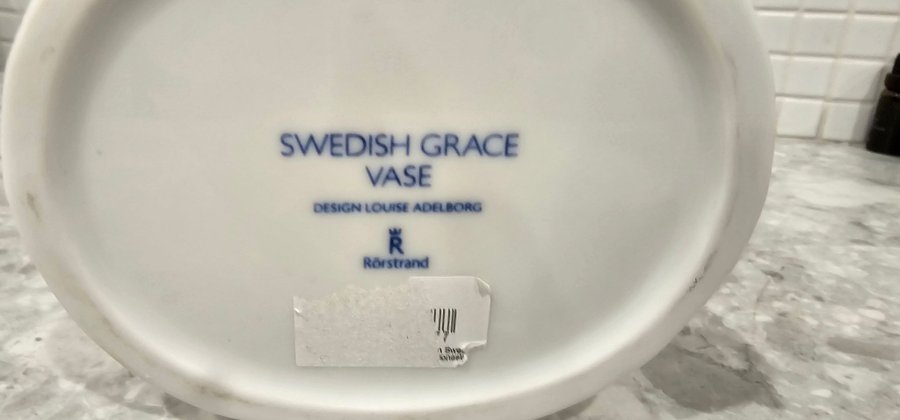 SWEDISH GRACE
VASE
DESIGN LOUISE ADELBORG
R
Rörstrand